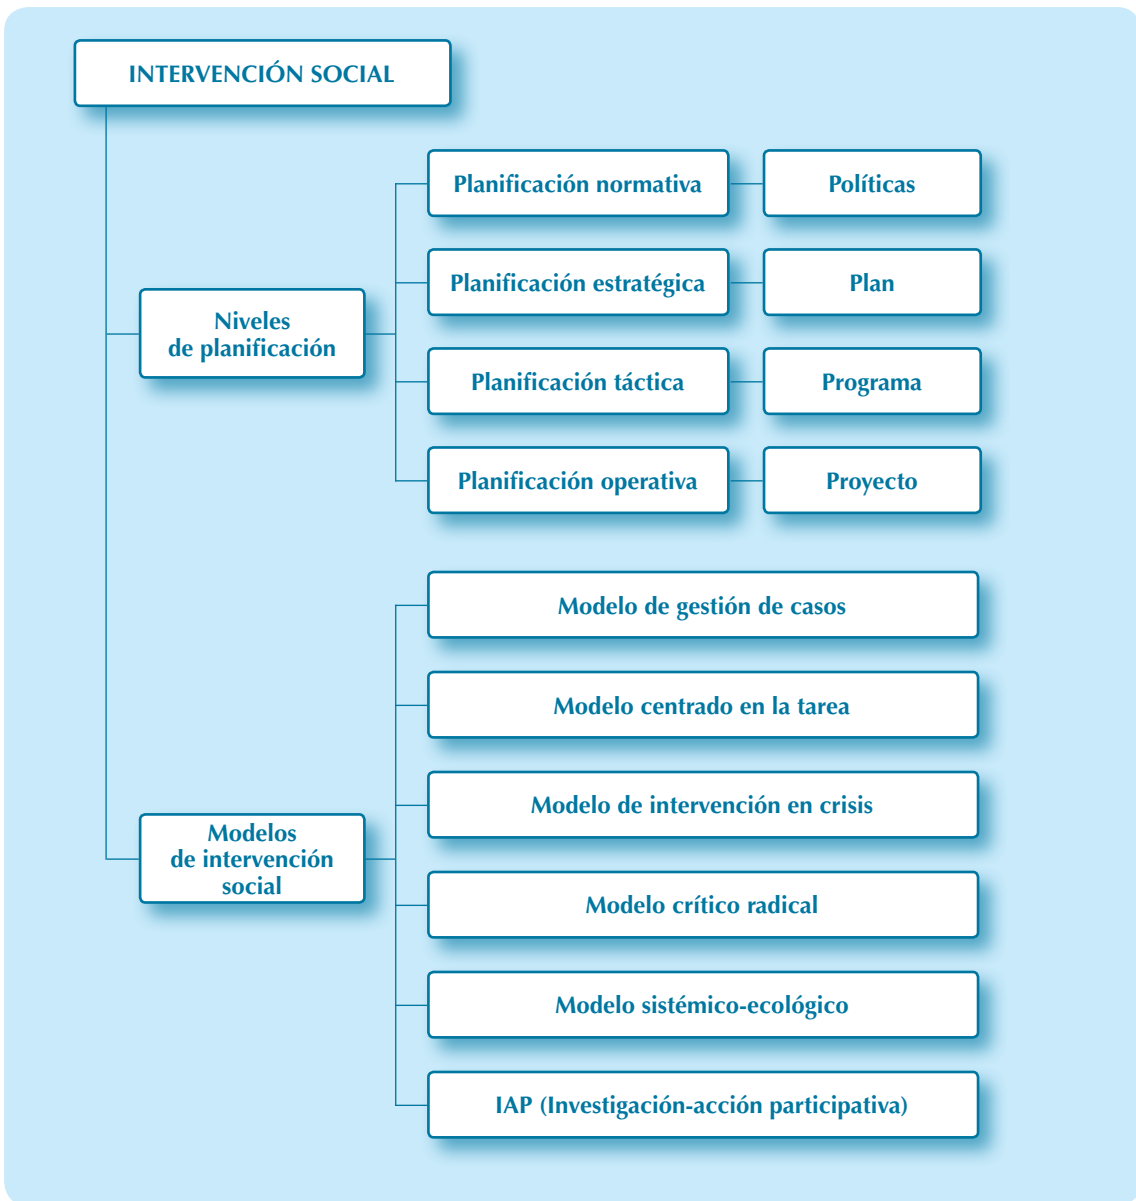 INTERVENCIÓN SOCIAL
Planificación normativa
Políticas
Planificación estratégica
Plan
Niveles
de planificación
Planificación táctica
Programa
Planificación operativa
Proyecto
Modelo de gestión de casos
Modelo centrado en la tarea
Modelo de intervención en crisis
Modelos
de intervención
social
Modelo crítico radical
Modelo sistémico-ecológico
IAP (Investigación-acción participativa)